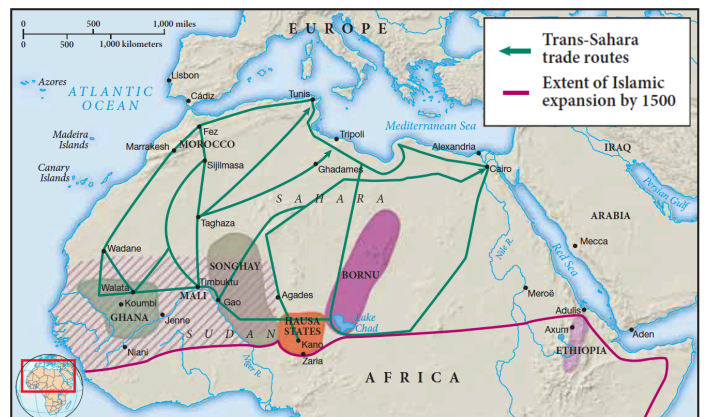 0 500 1,000 miles
0 500 1,000 kilometers
EUROPE
Trans-Sahara
trade routes
Extent of Islamic
expansion by 1500
Azores
ATLANTIC
OCEAN
Lisbon
Cádiz
Tunis
Mediterranean Sea
Madeira
Islands
Fez
Marrakesh
MOROCCO
Tripoli
Alexandria
IRAQ
Canary
Islands
Sijilmasa
Ghadames
Cairo
Persian Gulf
SAHARA
Taghaza
ARABIA
Nile R.
Red Sea
Mecca
Wadane
SONGHAY
BORNU
Walata
Timbuktu
MALI
Koumbi
GHANA
Jenne
Gao
Agades
Meroë
Adulis
SUDAN
HAUSA
STATES
Lake
Chad
Kano
Zaria
Axum
ETHIOPIA
Aden
Niani
Niger R.
AFRICA